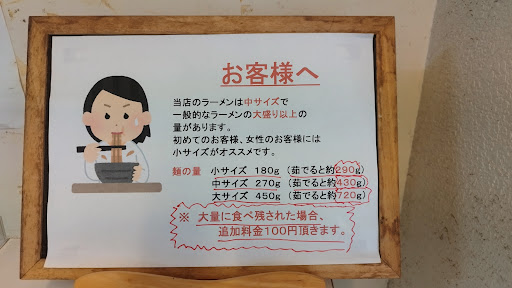 お客様へ
当店のラーメンは中サイズで
一般的なラーメンの大盛り以上の
量があります。
初めてのお客様、女性のお客様には
小サイズがオススメです。
麺の量 小サイズ 180g (茹でると約290g)
中サイズ 270g (茹でると約430g)
大サイズ 450g (茹でると約720g)
※ 大量に食べ残された場合、
追加料金100円頂きます。